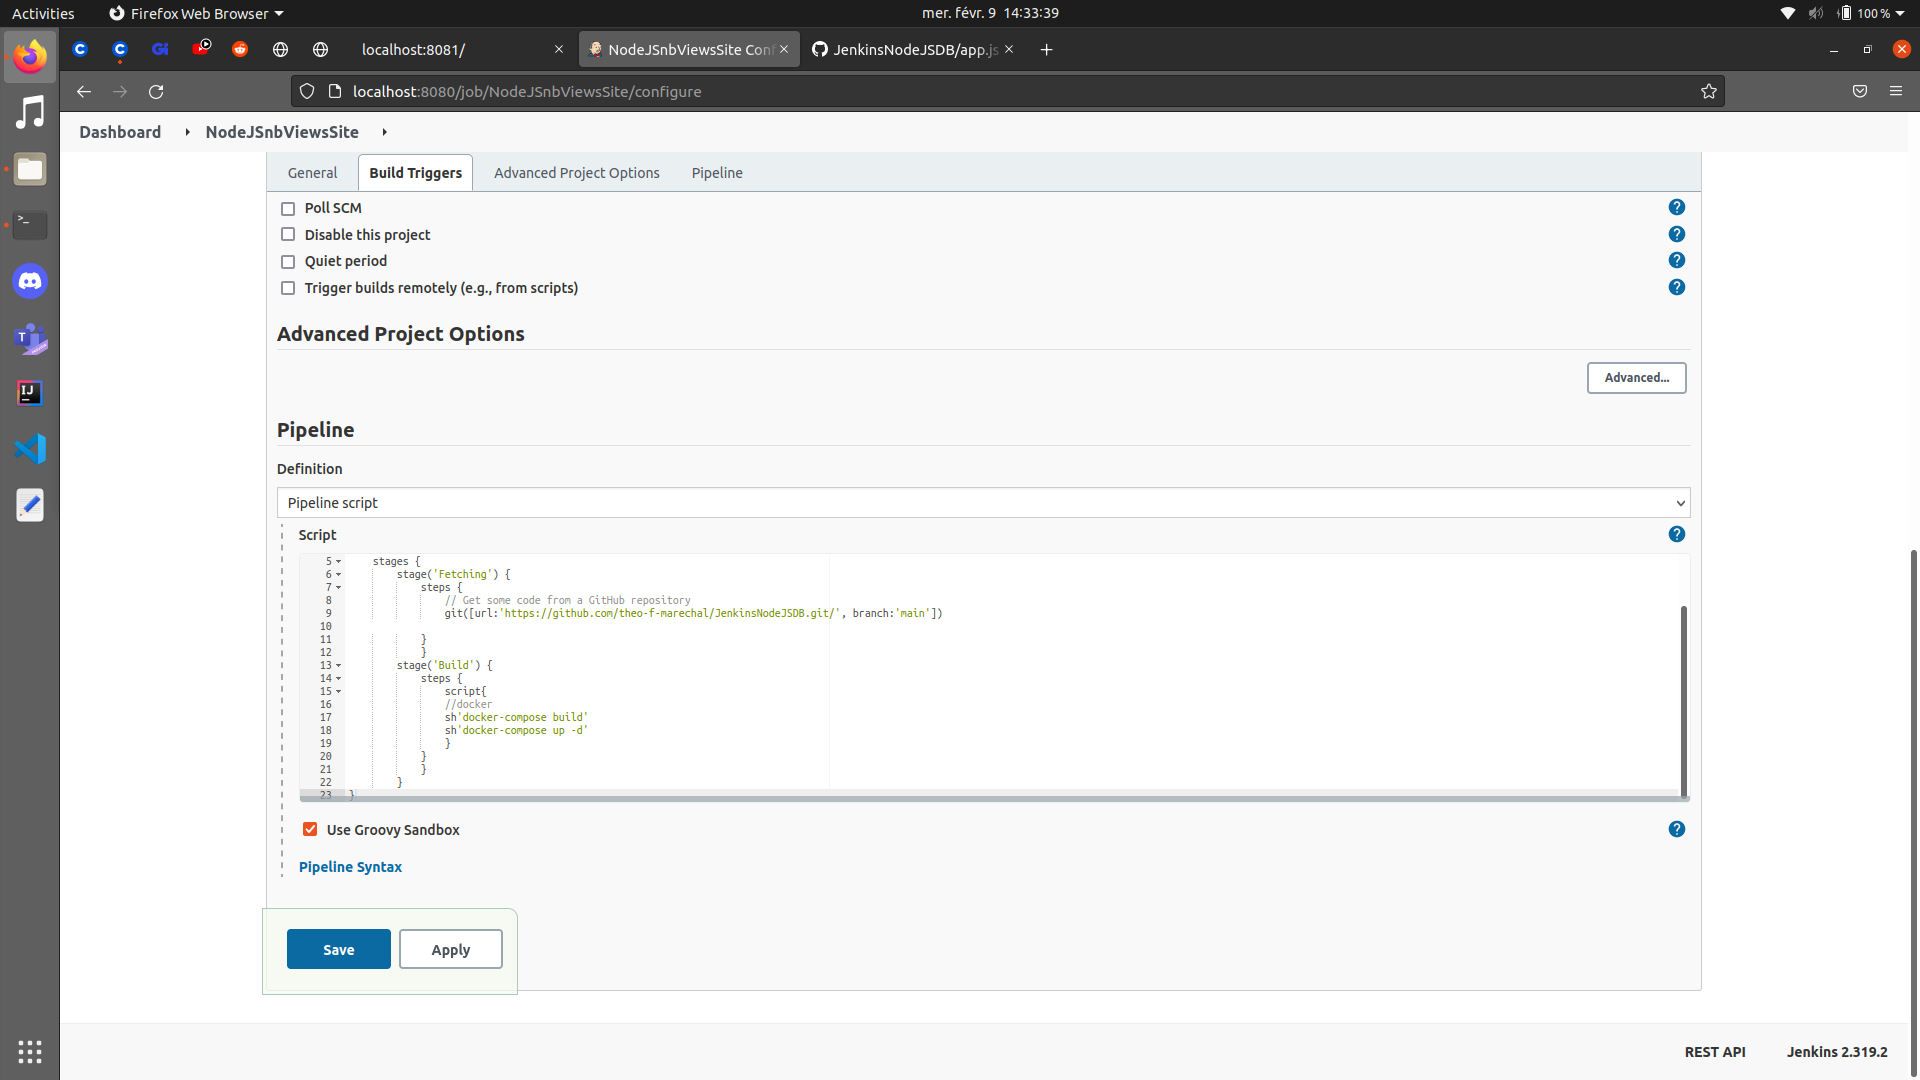 Activities
Firefox Web Browser
mer. févr. 9 14:33:39
100 %
localhost:8081/
NodeJSnbViewsSite Conf
JenkinsNodeJSDB/app.js
localhost:8080/job/NodeJSnbViewsSite/configure
Dashboard
NodeJSnbViewsSite
General
Build Triggers
Advanced Project Options
Pipeline
Poll SCM
Disable this project
Quiet period
Trigger builds remotely (e.g., from scripts)
Advanced Project Options
Advanced...
Pipeline
Definition
Pipeline script
Script
5 stages {
6 stage('Fetching') {
7 steps {
8 // Get some code from a GitHub repository
9 git([url:'https://github.com/theo-f-marechal/JenkinsNodeJSDB.git/', branch:'main'])
10
11 }
12 }
13 stage('Build') {
14 steps {
15 script{
16 //docker
17 sh'docker-compose build'
18 sh'docker-compose up -d'
19 }
20 }
21 }
22 }
23 }
Use Groovy Sandbox
Pipeline Syntax
Save
Apply
REST API
Jenkins 2.319.2